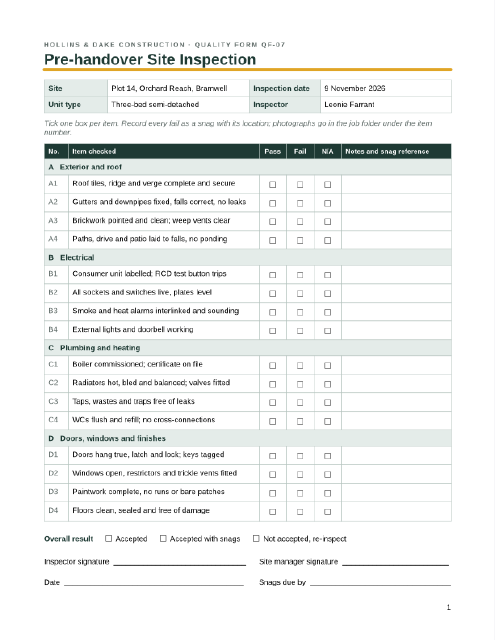 HOLLINS & DAKE CONSTRUCTION · QUALITY FORM QF-07
Pre-handover Site Inspection
Site Plot 14, Orchard Reach, Bramwell Inspection date 9 November 2026
Unit type Three-bed semi-detached Inspector Leonie Farrant
Tick one box per item. Record every fail as a snag with its location; photographs go in the job folder under the item
number.
No. Item checked Pass Fail N/A Notes and snag reference
A Exterior and roof
A1 Roof tiles, ridge and verge complete and secure ☐ ☐ ☐
A2 Gutters and downpipes fixed, falls correct, no leaks ☐ ☐ ☐
A3 Brickwork pointed and clean; weep vents clear ☐ ☐ ☐
A4 Paths, drive and patio laid to falls, no ponding ☐ ☐ ☐
B Electrical
B1 Consumer unit labelled; RCD test button trips ☐ ☐ ☐
B2 All sockets and switches live, plates level ☐ ☐ ☐
B3 Smoke and heat alarms interlinked and sounding ☐ ☐ ☐
B4 External lights and doorbell working ☐ ☐ ☐
C Plumbing and heating
C1 Boiler commissioned; certificate on file ☐ ☐ ☐
C2 Radiators hot, bled and balanced; valves fitted ☐ ☐ ☐
C3 Taps, wastes and traps free of leaks ☐ ☐ ☐
C4 WCs flush and refill; no cross-connections ☐ ☐ ☐
D Doors, windows and finishes
D1 Doors hang true, latch and lock; keys tagged ☐ ☐ ☐
D2 Windows open, restrictors and trickle vents fitted ☐ ☐ ☐
D3 Paintwork complete, no runs or bare patches ☐ ☐ ☐
D4 Floors clean, sealed and free of damage ☐ ☐ ☐
Overall result ☐ Accepted ☐ Accepted with snags ☐ Not accepted, re-inspect
Inspector signature Site manager signature
Date Snags due by
1